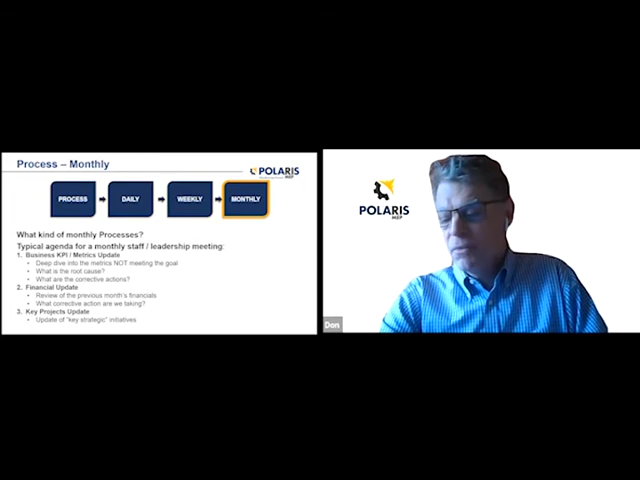 Process – Monthly
POLARIS
MEP
PROCESS
DAILY
WEEKLY
MONTHLY
What kind of monthly Processes?
Typical agenda for a monthly staff / leadership meeting:
1. Business KPI / Metrics Update
• Deep dive into the metrics NOT meeting the goal
• What is the root cause?
• What are the corrective actions?
2. Financial Update
• Review of the previous month's financials
• What corrective action are we taking?
3. Key Projects Update
• Update of "key strategic" initiatives
POLARIS
MEP
Don